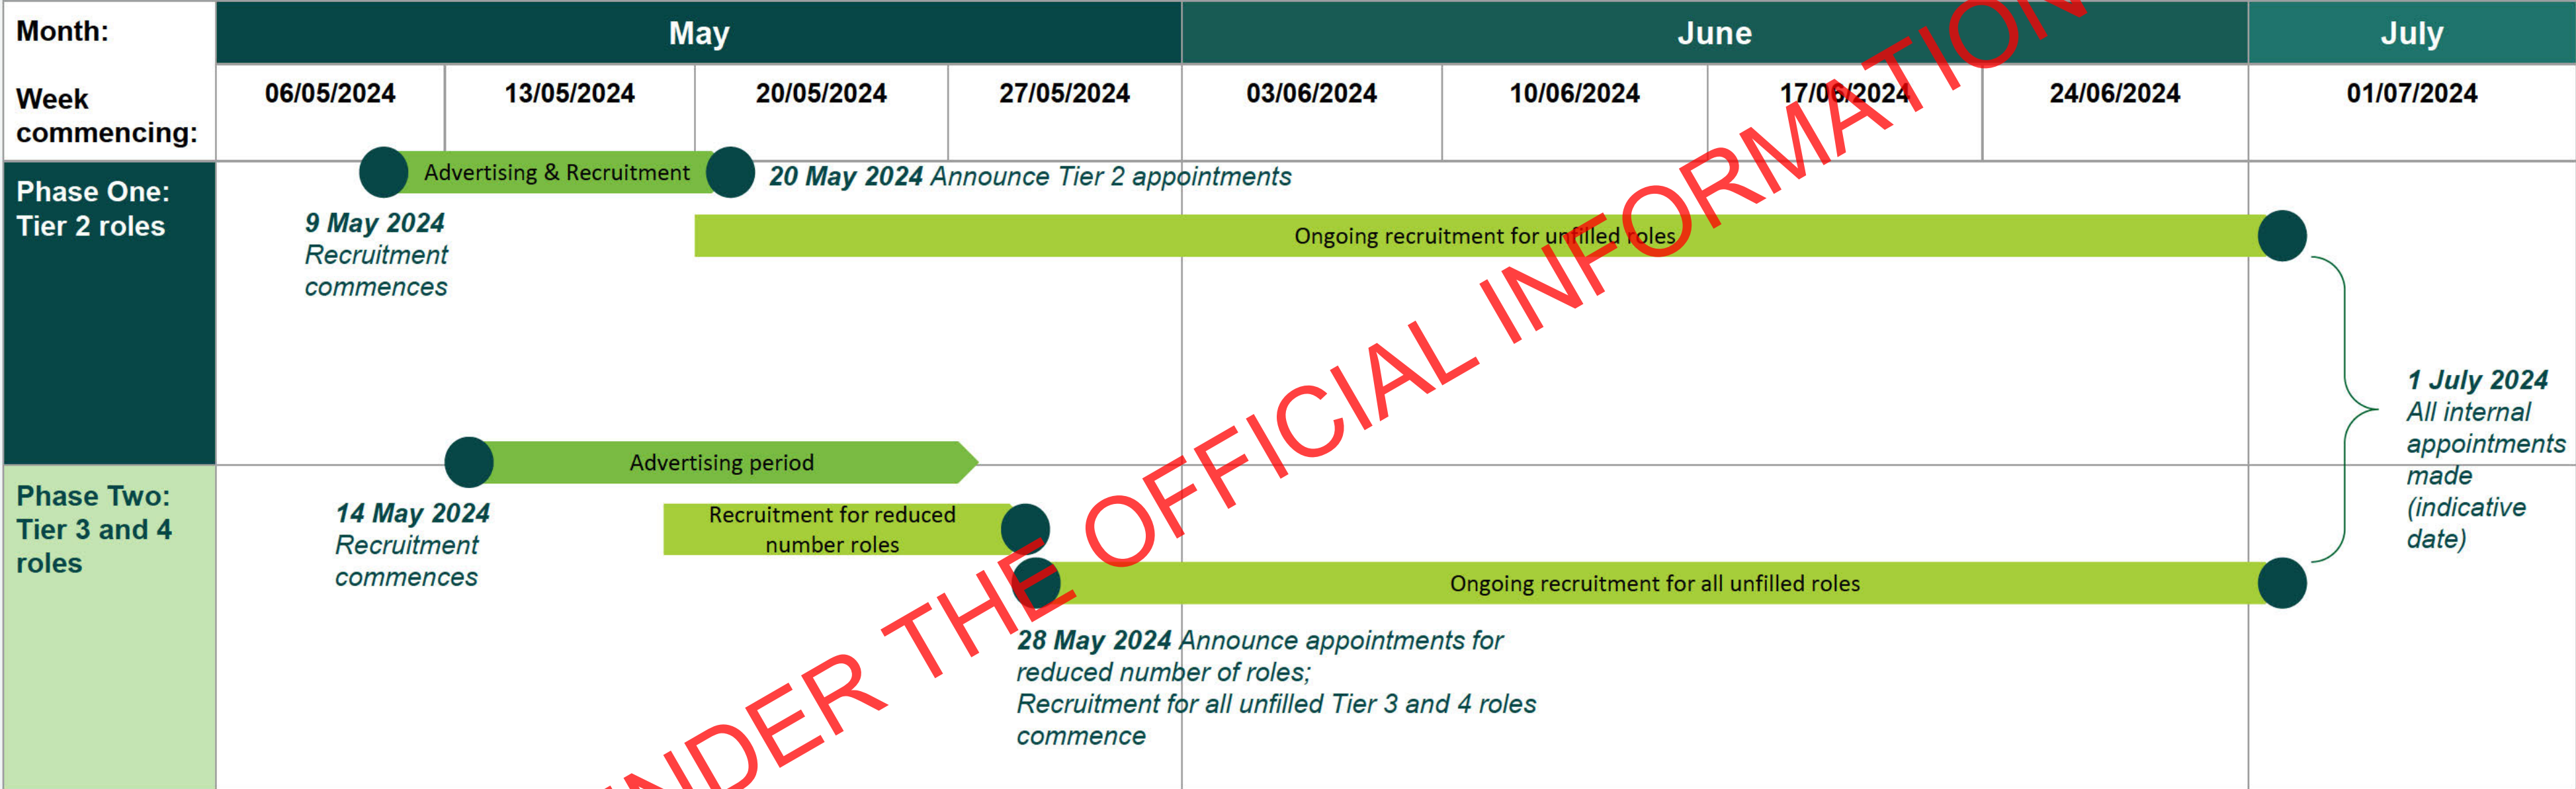 Month:
May
June
July
Week
commencing:
06/05/2024
13/05/2024
20/05/2024
27/05/2024
03/06/2024
10/06/2024
17/06/2024
24/06/2024
01/07/2024
Phase One:
Tier 2 roles
Advertising & Recruitment
20 May 2024 Announce Tier 2 appointments
9 May 2024
Recruitment
commences
Ongoing recruitment for unfilled roles
1 July 2024
All internal
appointments
made
(indicative
date)
Advertising period
Phase Two:
Tier 3 and 4
roles
14 May 2024
Recruitment
commences
Recruitment for reduced
number roles
Ongoing recruitment for all unfilled roles
28 May 2024 Announce appointments for
reduced number of roles;
Recruitment for all unfilled Tier 3 and 4 roles
commence
NDER THE OFFICIAL INFORMATION